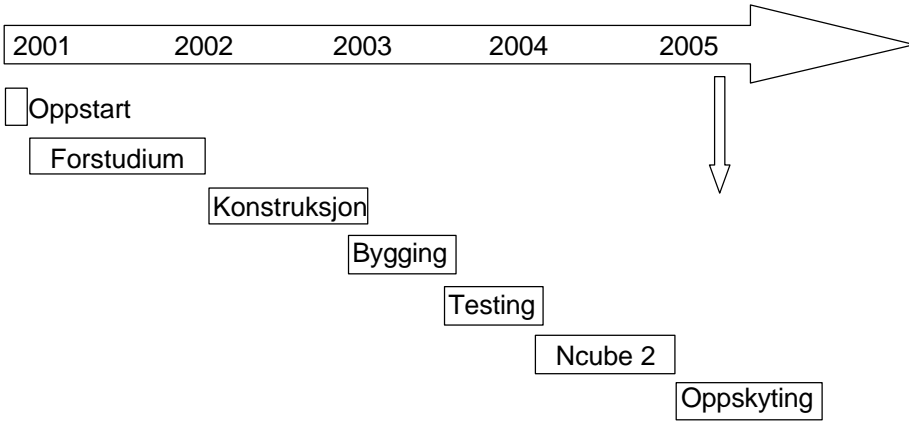 2001 2002 2003 2004 2005
Oppstart
Forstudium
Konstruksjon
Bygging
Testing
Ncube 2
Oppskyting